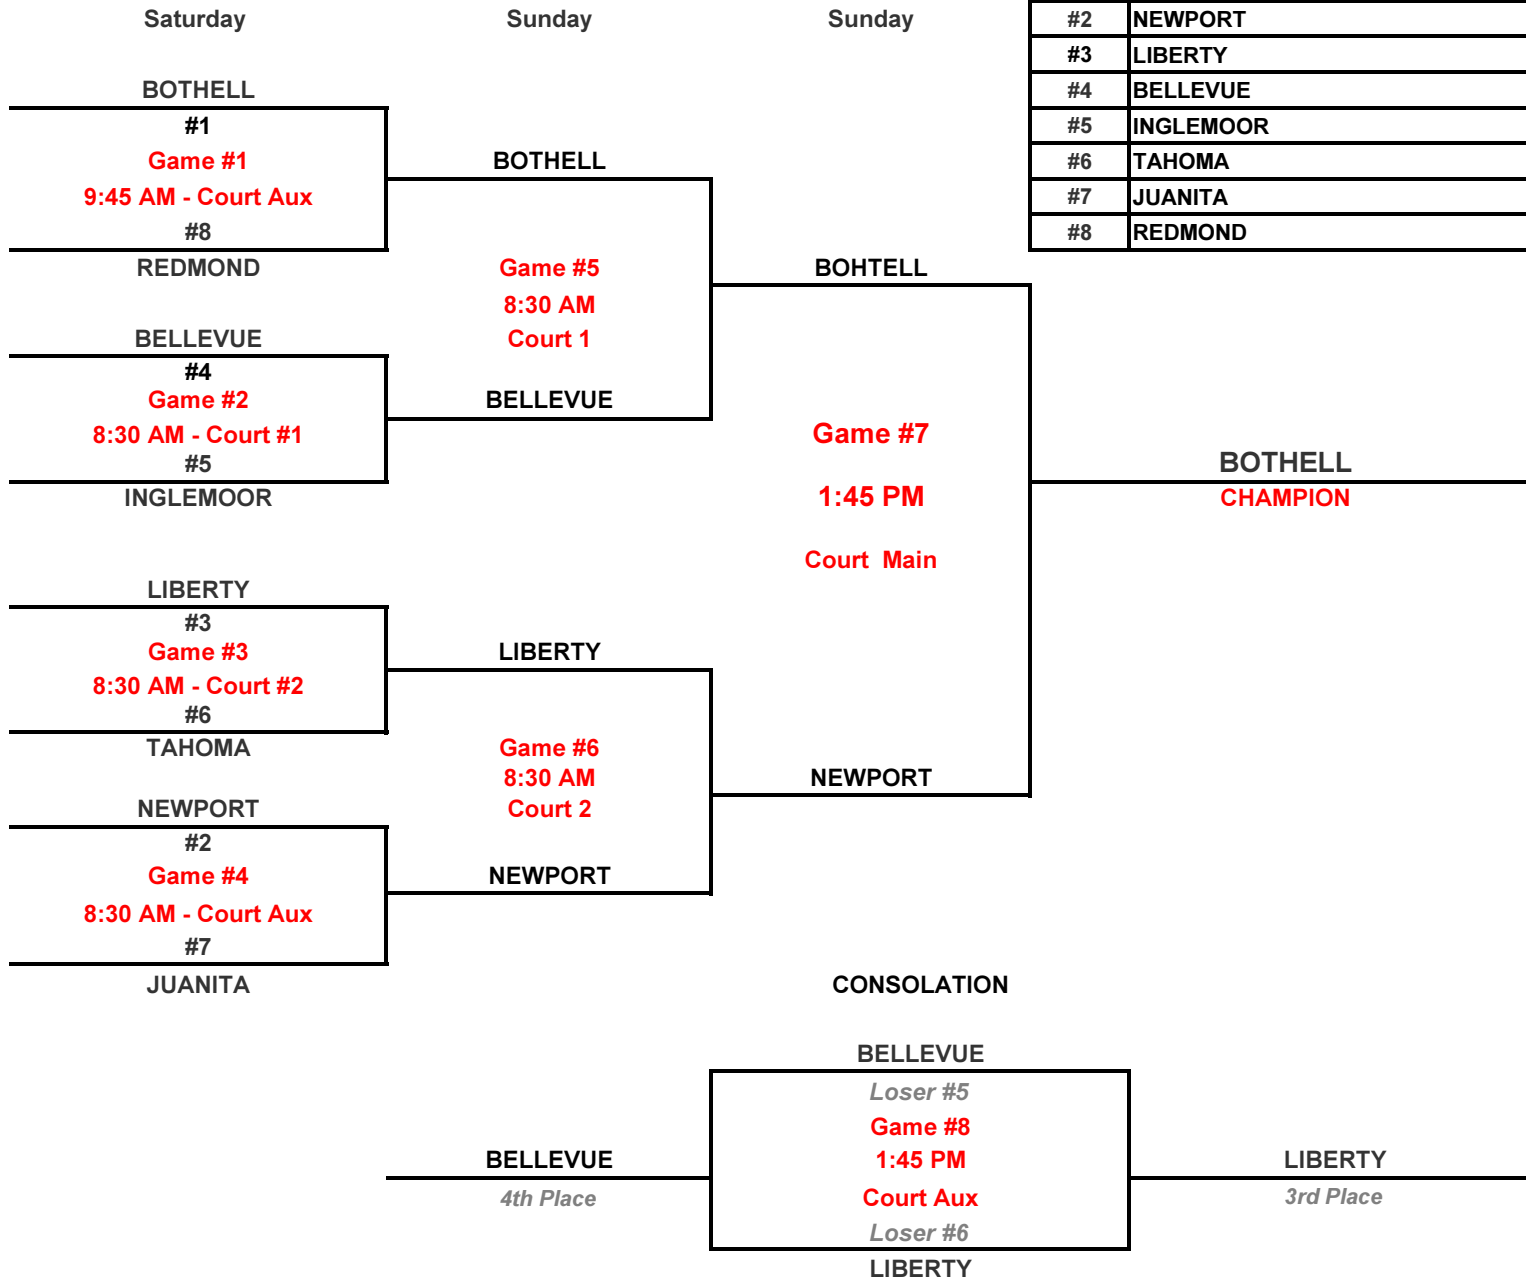 Saturday
Sunday
Sunday
#2 NEWPORT
#3 LIBERTY
#4 BELLEVUE
#5 INGLEMOOR
#6 TAHOMA
#7 JUANITA
#8 REDMOND
BOTHELL
#1
Game #1
9:45 AM - Court Aux
#8
REDMOND
BELLEVUE
#4
Game #2
8:30 AM - Court #1
#5
INGLEMOOR
LIBERTY
#3
Game #3
8:30 AM - Court #2
#6
TAHOMA
NEWPORT
#2
Game #4
8:30 AM - Court Aux
#7
JUANITA
BOTHELL
Game #5
8:30 AM
Court 1
BELLEVUE
LIBERTY
Game #6
8:30 AM
Court 2
NEWPORT
BOHTELL
Game #7
1:45 PM
Court Main
NEWPORT
BOTHELL
CHAMPION
CONSOLATION
BELLEVUE
Loser #5
Game #8
1:45 PM
Court Aux
Loser #6
LIBERTY
BELLEVUE
4th Place
LIBERTY
3rd Place